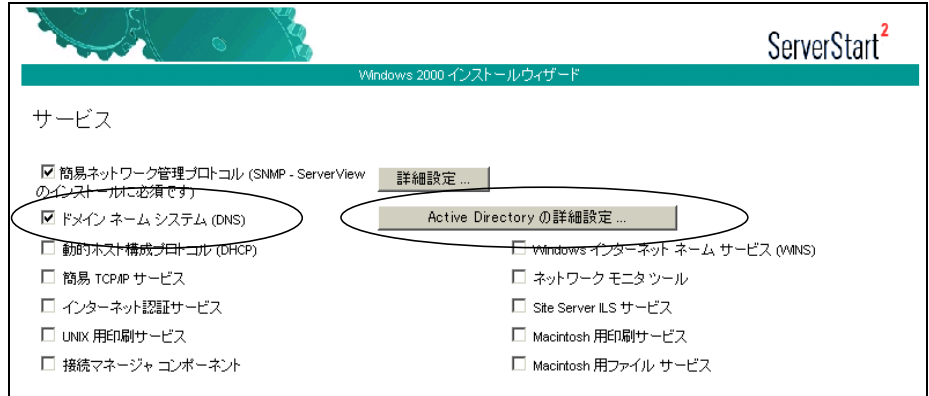 ServerStart²
Windows 2000 インストールウィザード
サービス
簡易ネットワーク管理プロトコル (SNMP - ServerView
のインストールに必須です)
詳細設定 ...
ドメイン ネーム システム (DNS)
Active Directory の詳細設定 ...
動的ホスト構成プロトコル (DHCP)
Windows インターネット ネーム サービス (WINS)
簡易 TCP/IP サービス
ネットワーク モニタ ツール
インターネット認証サービス
Site Server ILS サービス
UNIX 用印刷サービス
Macintosh 用印刷サービス
接続マネージャ コンポーネント
Macintosh 用ファイル サービス